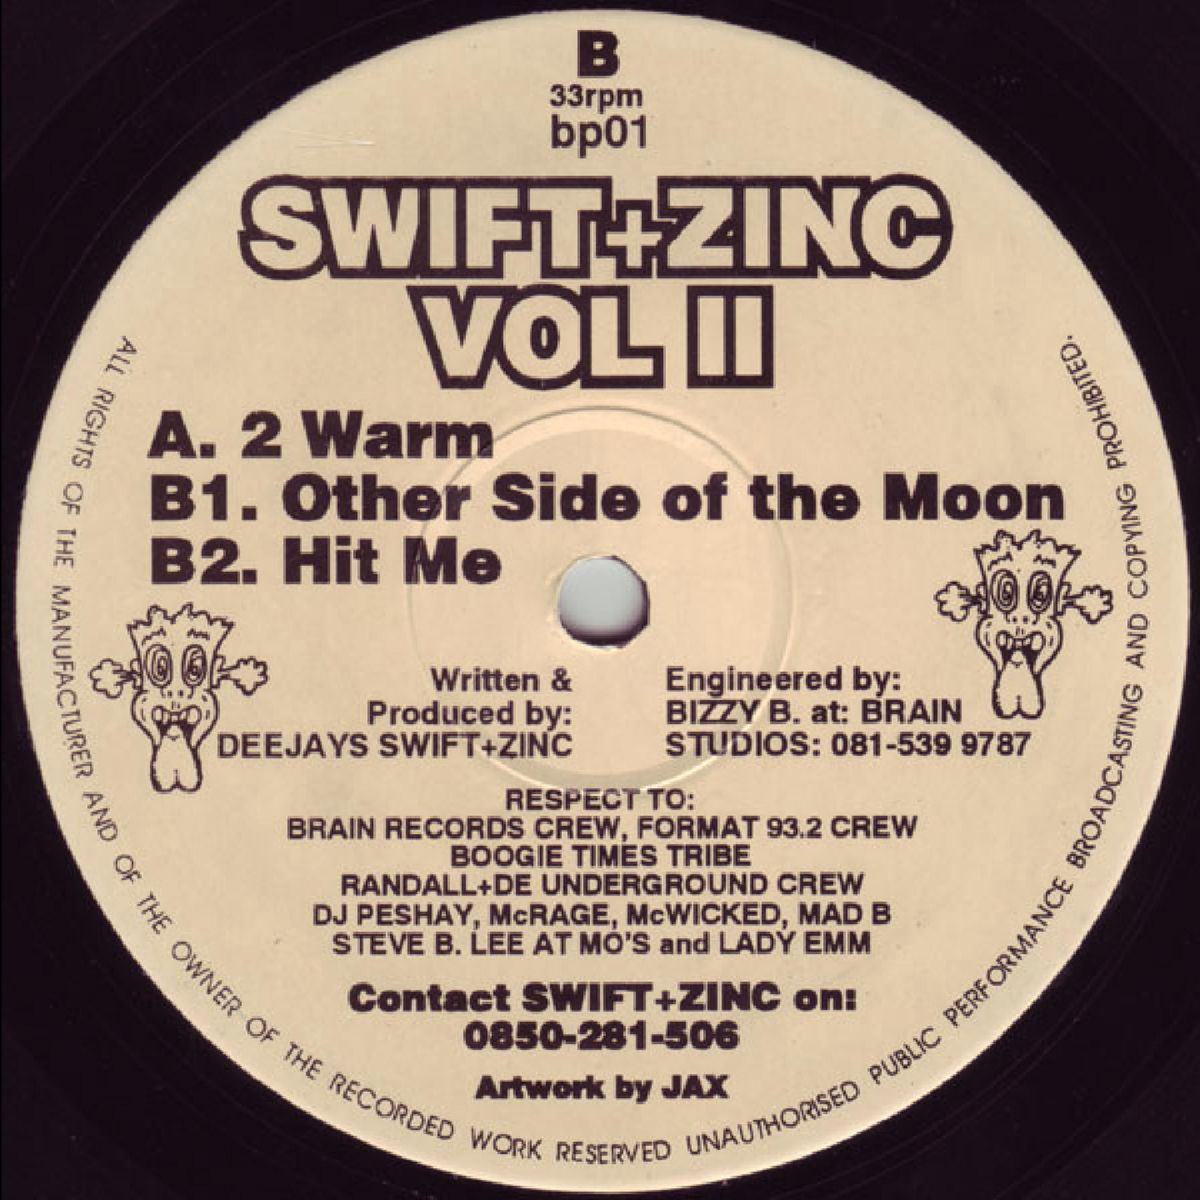 B
33rpm
bp01
SWIFT+ZINC
VOL II
A. 2 Warm
B1. Other Side of the Moon
B2. Hit Me
Written &
Produced by:
DEEJAYS SWIFT+ZINC
Engineered by:
BIZZY B. at: BRAIN
STUDIOS: 081-539 9787
RESPECT TO:
BRAIN RECORDS CREW, FORMAT 93.2 CREW
BOOGIE TIMES TRIBE
RANDALL+DE UNDERGROUND CREW
DJ PESHAY, McRAGE, McWICKED, MAD B
STEVE B. LEE AT MO'S and LADY EMM
Contact SWIFT+ZINC on:
0850-281-506
Artwork by JAX
ALL RIGHTS OF THE MANUFACTURER AND OF THE OWNER OF THE RECORDED WORK RESERVED UNAUTHORISED PUBLIC PERFORMANCE BROADCASTING AND COPYING PROHIBITED.